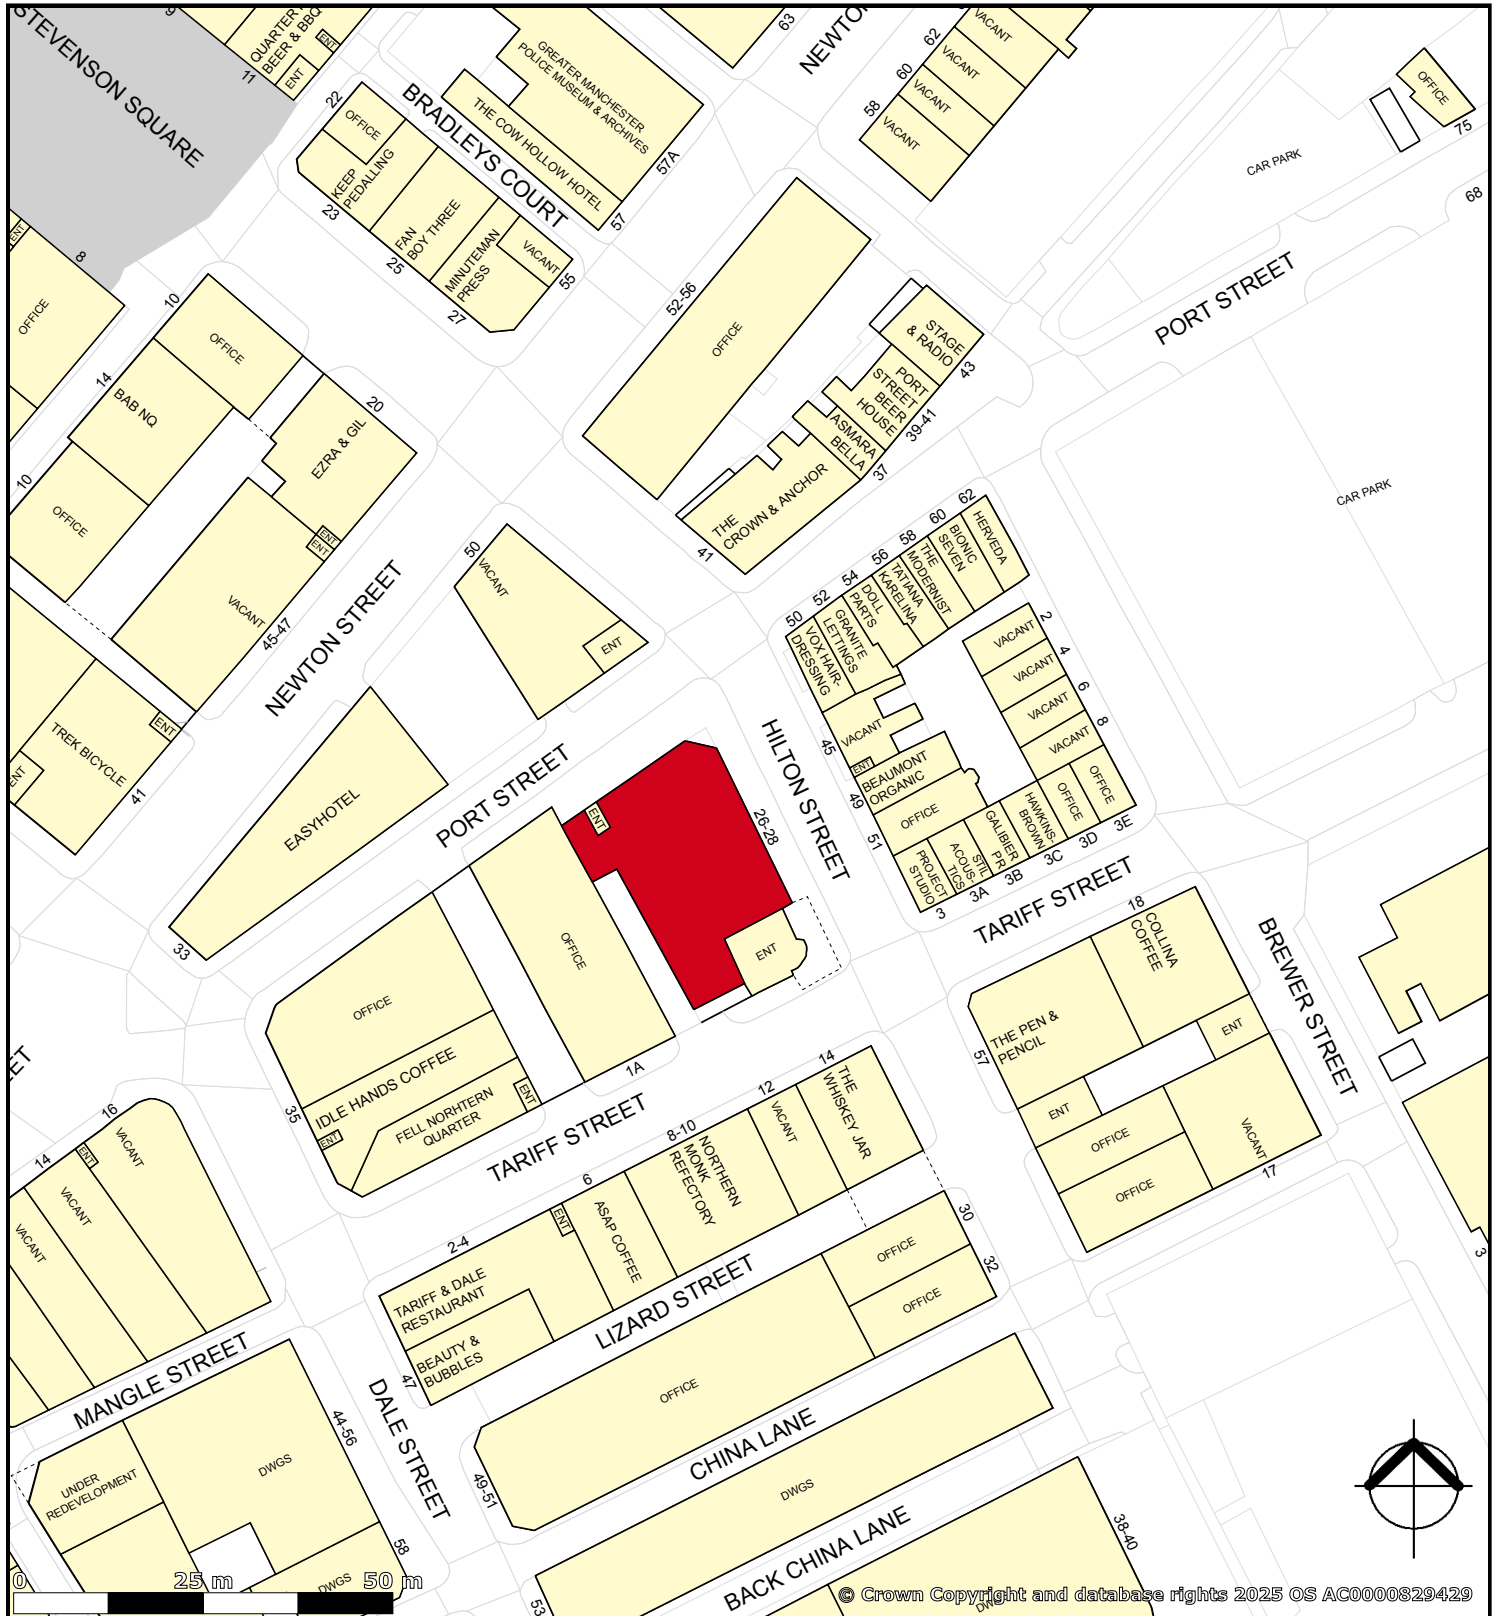 STEVENSON SQUARE
9
11
QUARTER
BEER & BBQ
ENT
ENT
22
OFFICE
BRADLEYS COURT
GREATER MANCHESTER
POLICE MUSEUM & ARCHIVES
THE COW HOLLOW HOTEL
57A
57
63
NEWTON
62
60
58
VACANT
VACANT
VACANT
VACANT
OFFICE
75
CAR PARK
68
PORT STREET
KEEP
PEDALLING
23
FAN
BOY THREE
25
MINUTEMAN
PRESS
27
VACANT
55
ENT
8
OFFICE
10
OFFICE
14
BAB NQ
10
OFFICE
20
EZRA & GIL
ENT
ENT
VACANT
45-47
NEWTON STREET
52-56
OFFICE
STAGE
& RADIO
43
PORT
STREET
BEER
HOUSE
39-41
ASMARA
BELLA
37
THE
CROWN & ANCHOR
41
CAR PARK
50
VACANT
ENT
TREK BICYCLE
ENT
ENT
41
EASYHOTEL
33
PORT STREET
HILTON STREET
50
52
54
56
58
60
62
VOX HAIR-
DRESSING
GRANITE
LETTINGS
DOLL
PARTS
TATIANA
KARELINA
THE
MODERNIST
BIONIC
SEVEN
HERVEDA
2
4
6
8
VACANT
VACANT
VACANT
VACANT
45
VACANT
ENT
49
BEAUMONT
ORGANIC
51
OFFICE
PROJECT
STUDIO
STIL
ACOUS-
TICS
GALIBIER
PR
HAWKINS-
BROWN
OFFICE
OFFICE
3
3A
3B
3C
3D
3E
TARIFF STREET
ENT
26-28
ENT
OFFICE
1A
OFFICE
IDLE HANDS COFFEE
35
ENT
FELL NORHTERN
QUARTER
ENT
TARIFF STREET
18
COLLINA
COFFEE
THE PEN &
PENCIL
57
ENT
ENT
OFFICE
OFFICE
VACANT
17
BREWER STREET
3
16
14
ENT
VACANT
VACANT
VACANT
MANGLE STREET
2-4
6
8-10
12
14
ENT
TARIFF & DALE
RESTAURANT
BEAUTY &
BUBBLES
47
ASAP COFFEE
NORTHERN
MONK
REFECTORY
VACANT
THE
WHISKEY JAR
LIZARD STREET
30
32
OFFICE
OFFICE
OFFICE
49-51
DALE STREET
CHINA LANE
DWGS
53
BACK CHINA LANE
38-40
DWGS
44-56
DWGS
UNDER
REDEVELOPMENT
58
DWGS
0
25 m
50 m
© Crown Copyright and database rights 2025 OS AC0000829429